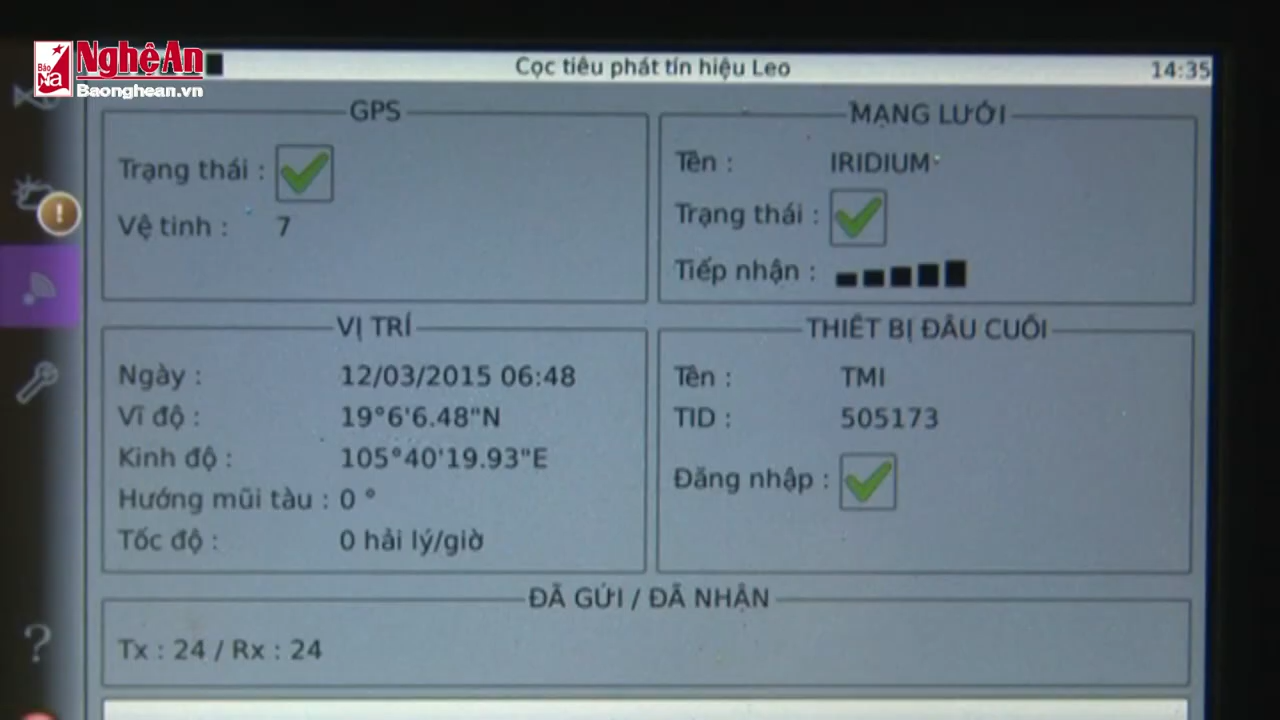 Báo
Na
Nghệ An
Baonghean.vn
Cọc tiêu phát tín hiệu Leo
14:35
GPS
Trạng thái :
Vệ tinh : 7
MẠNG LƯỚI
Tên : IRIDIUM
Trạng thái :
Tiếp nhận :
!
VỊ TRÍ
Ngày : 12/03/2015 06:48
Vĩ độ : 19°6'6.48"N
Kinh độ : 105°40'19.93"E
Hướng mũi tàu : 0 °
Tốc độ : 0 hải lý/giờ
THIẾT BỊ ĐẦU CUỐI
Tên : TMI
TID : 505173
Đăng nhập :
ĐÃ GỬI / ĐÃ NHẬN
Tx : 24 / Rx : 24
?